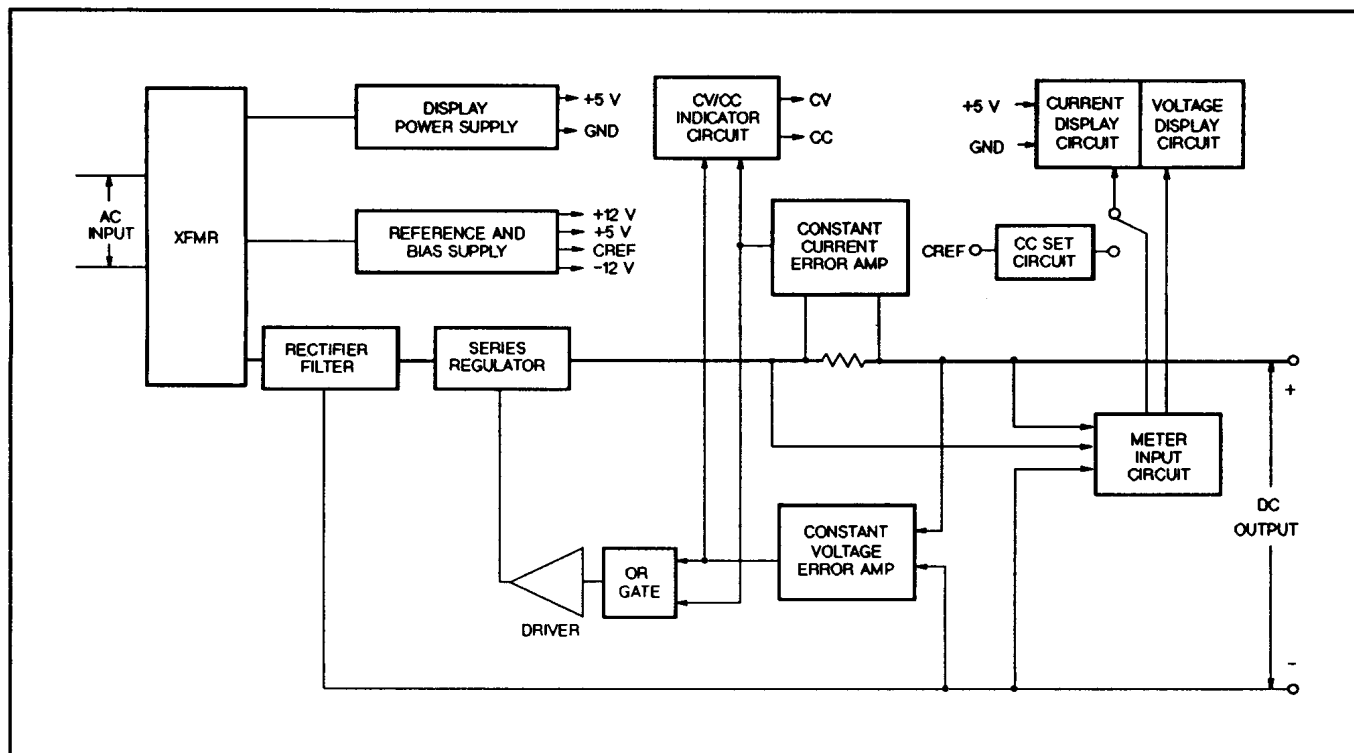 DISPLAY
POWER SUPPLY
+5 V
GND
CV/CC
INDICATOR
CIRCUIT
CV
CC
+5 V
GND
CURRENT
DISPLAY
CIRCUIT
VOLTAGE
DISPLAY
CIRCUIT
AC
INPUT
XFMR
REFERENCE AND
BIAS SUPPLY
+12 V
+5 V
CREF
-12 V
CONSTANT
CURRENT
ERROR AMP
CREF
CC SET
CIRCUIT
RECTIFIER
FILTER
SERIES
REGULATOR
+
METER
INPUT
CIRCUIT
DC
OUTPUT
CONSTANT
VOLTAGE
ERROR AMP
OR
GATE
DRIVER
-